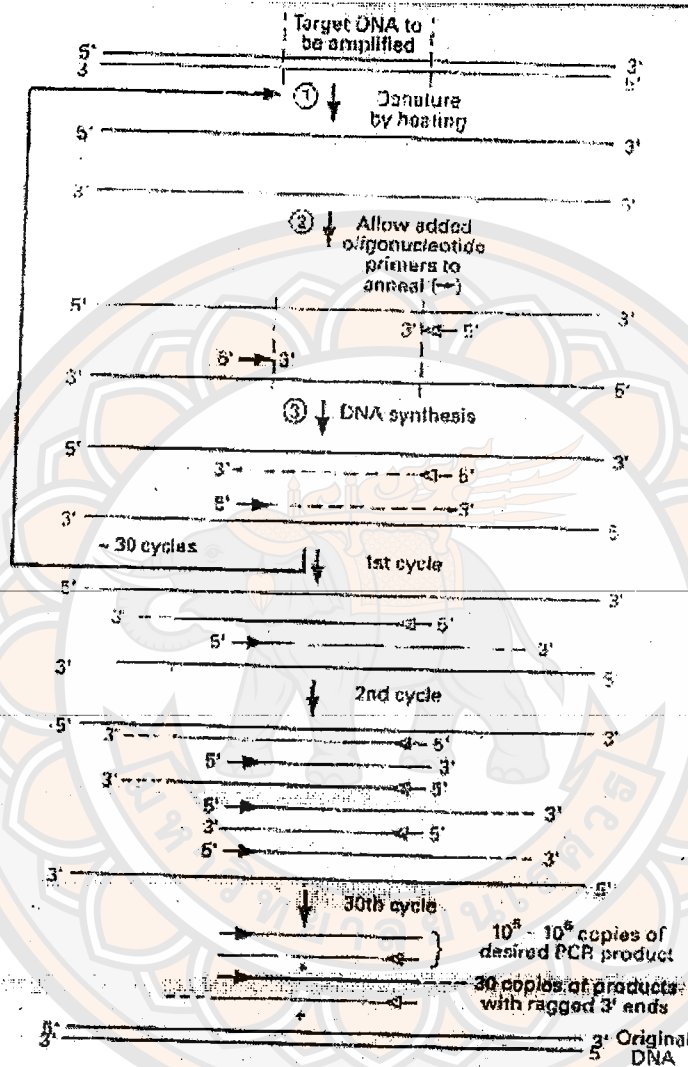 Target DNA to
be amplified
5' 3'
3' 5'
① Denature
by heating
5' 3'
3' 5'
② Allow added
oligonucleotide
primers to
anneal (→)
5' 3'
3' 5'
5' 3'
3' 5'
③ DNA synthesis
5' 3'
3' 5'
5' 3'
3' 5
~ 30 cycles 1st cycle
5' 3'
3' 5'
5' 3'
3' 5
2nd cycle
5' 3'
3' 5'
5' 3'
3' 5'
5' 3'
3' 5'
5' 3'
3' 5'
30th cycle
copies of
desired PCR product
+
30 copies of products
with ragged 3' ends
+
5' 3' Original
3' 5' DNA